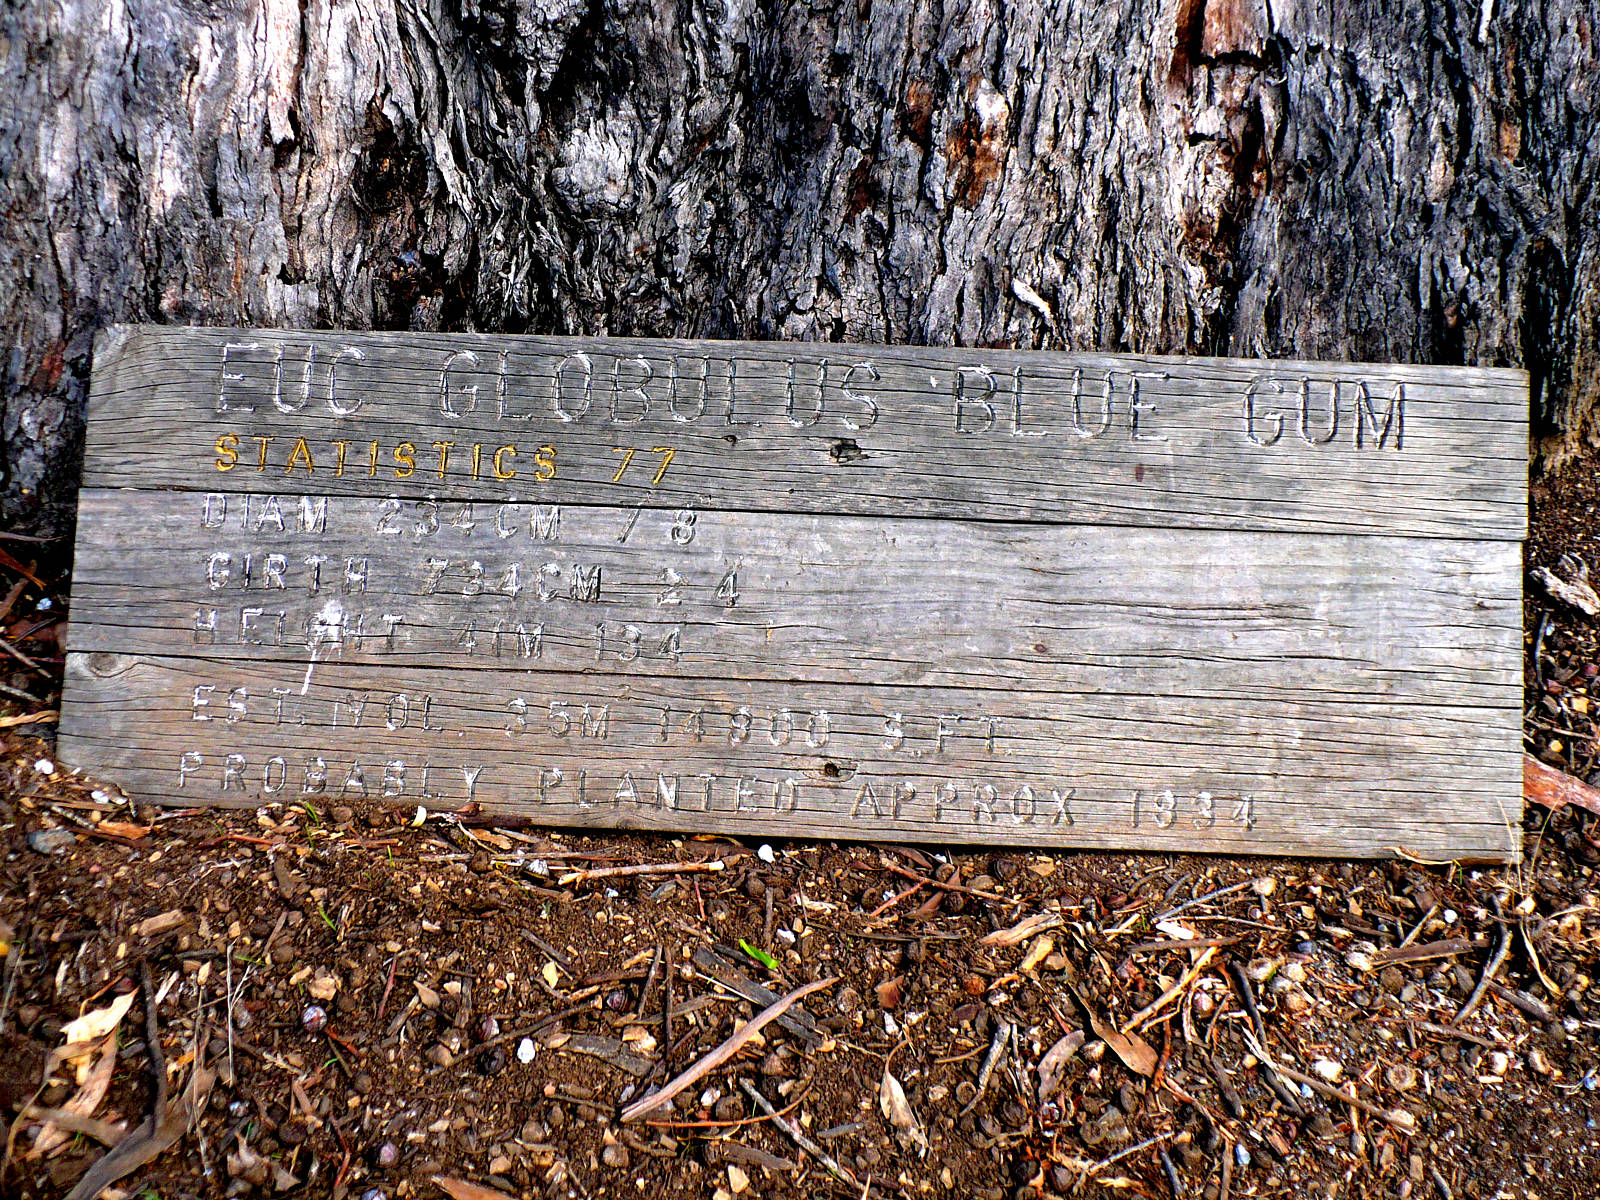 EUC GLOBULUS BLUE GUM
STATISTICS 77
DIAM 234CM 7'8"
GIRTH 734CM 24'
HEIGHT 41M 134'
EST. VOL. 35M 14800 S.FT.
PROBABLY PLANTED APPROX 1834